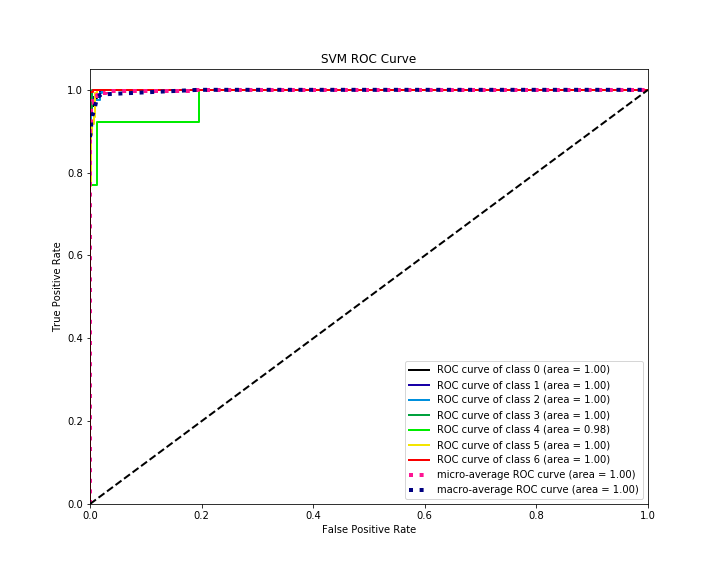 SVM ROC Curve
1.0
0.8
0.6
0.4
0.2
0.0
True Positive Rate
ROC curve of class 0 (area = 1.00)
ROC curve of class 1 (area = 1.00)
ROC curve of class 2 (area = 1.00)
ROC curve of class 3 (area = 1.00)
ROC curve of class 4 (area = 0.98)
ROC curve of class 5 (area = 1.00)
ROC curve of class 6 (area = 1.00)
micro-average ROC curve (area = 1.00)
macro-average ROC curve (area = 1.00)
0.0 0.2 0.4 0.6 0.8 1.0
False Positive Rate